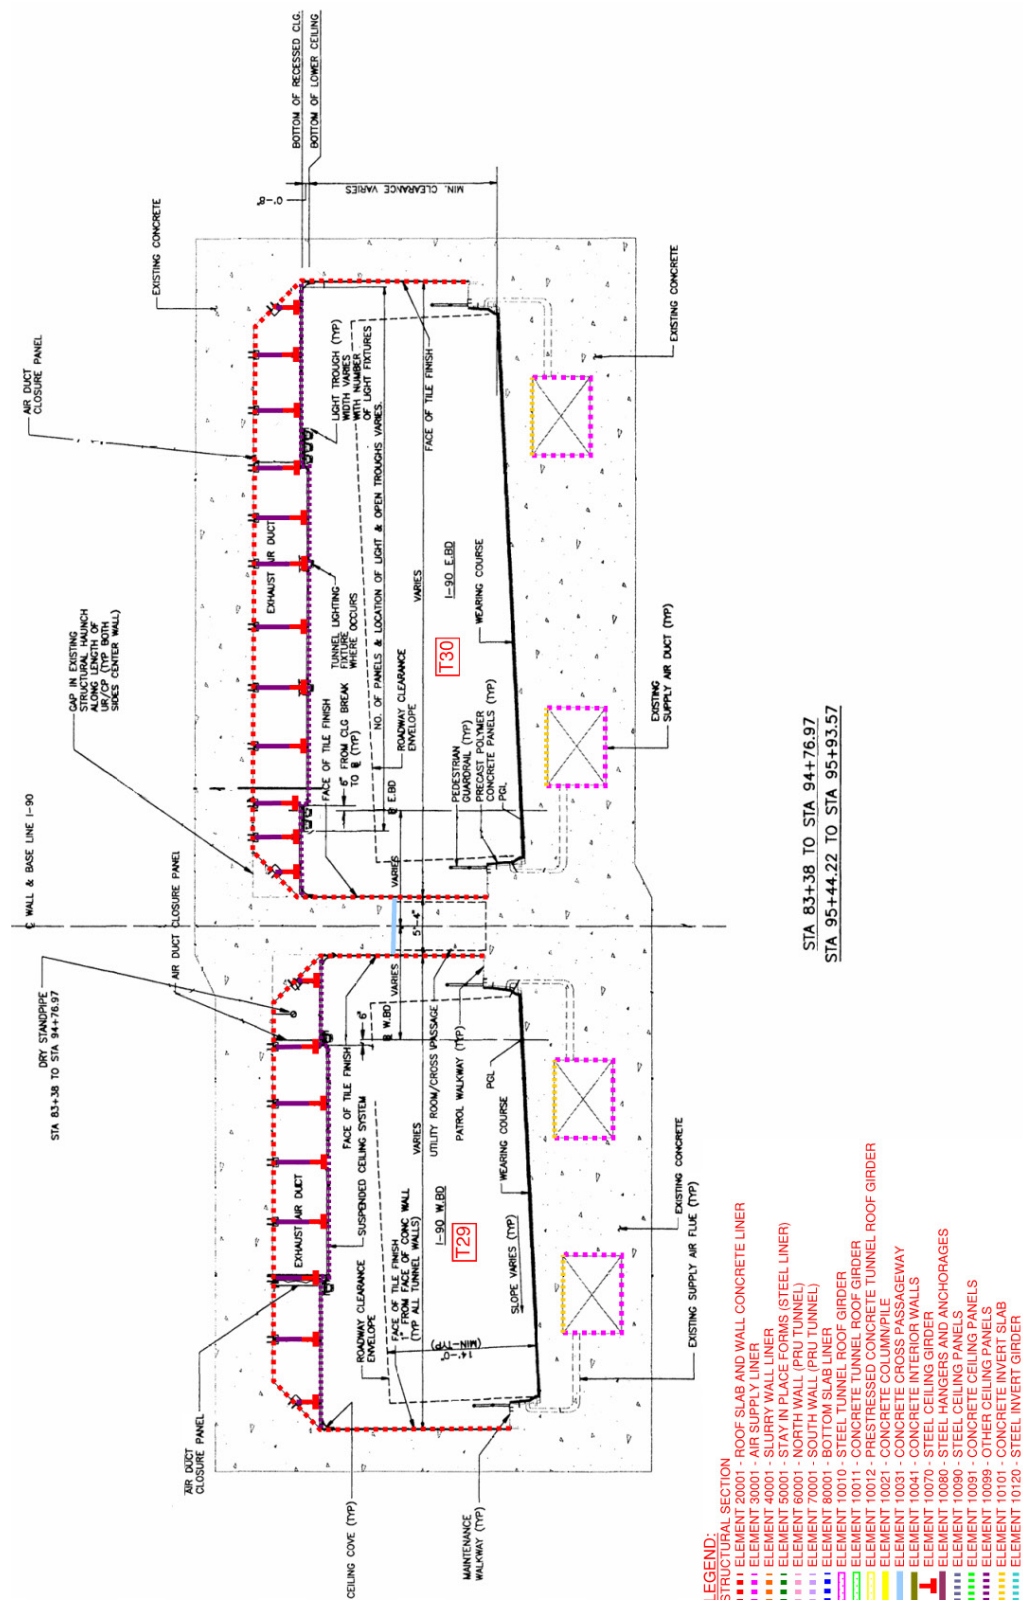 BOTTOM OF RECESSED CLG.
BOTTOM OF LOWER CEILING
0'-8"
MIN. CLEARANCE VARIES
EXISTING CONCRETE
AIR DUCT
CLOSURE PANEL
LIGHT TROUGH (TYP)
WIDTH VARIES
WITH NUMBER
OF LIGHT FIXTURES
FACE OF TILE FINISH
EXISTING CONCRETE
EXHAUST AIR DUCT
TUNNEL LIGHTING
FIXTURE
WHERE OCCURS
NO. OF PANELS & LOCATION OF LIGHT & OPEN TROUGHS VARIES.
VARIES
I-90 E.BD
T30
WEARING COURSE
GAP IN EXISTING
STRUCTURAL HAUNCH
ALONG LENGTH OF
UR/CP (TYP BOTH
SIDES CENTER WALL)
FACE OF TILE FINISH
6" FROM CLG BREAK
TO ℄ (TYP)
ROADWAY CLEARANCE
ENVELOPE
℄ E.BD
PEDESTRIAN
GUARDRAIL (TYP)
PRECAST POLYMER
CONCRETE PANELS (TYP)
PGL
EXISTING
SUPPLY AIR DUCT (TYP)
STA 83+38 TO STA 94+76.97
STA 95+44.22 TO STA 95+93.57
℄ WALL & BASE LINE I-90
VARIES
5'-4"
AIR DUCT CLOSURE PANEL
DRY STANDPIPE
STA 83+38 TO STA 94+76.97
VARIES
℄ W.BD
6"
FACE OF TILE FINISH
SUSPENDED CEILING SYSTEM
UTILITY ROOM/CROSS PASSAGE
PATROL WALKWAY (TYP)
PGL
WEARING COURSE
EXHAUST AIR DUCT
VARIES
I-90 W.BD
T29
ROADWAY CLEARANCE
ENVELOPE
FACE OF TILE FINISH
1" FROM FACE OF CONC WALL
(TYP ALL TUNNEL WALLS)
14'-0"
(MIN-TYP)
SLOPE VARIES (TYP)
EXISTING CONCRETE
EXISTING SUPPLY AIR FLUE (TYP)
AIR DUCT
CLOSURE PANEL
CEILING COVE (TYP)
MAINTENANCE
WALKWAY (TYP)
LEGEND:
STRUCTURAL SECTION
ELEMENT 20001 - ROOF SLAB AND WALL CONCRETE LINER
ELEMENT 30001 - AIR SUPPLY LINER
ELEMENT 40001 - SLURRY WALL LINER
ELEMENT 50001 - STAY IN PLACE FORMS (STEEL LINER)
ELEMENT 60001 - NORTH WALL (PRU TUNNEL)
ELEMENT 70001 - SOUTH WALL (PRU TUNNEL)
ELEMENT 80001 - BOTTOM SLAB LINER
ELEMENT 10010 - STEEL TUNNEL ROOF GIRDER
ELEMENT 10011 - CONCRETE TUNNEL ROOF GIRDER
ELEMENT 10012 - PRESTRESSED CONCRETE TUNNEL ROOF GIRDER
ELEMENT 10021 - CONCRETE COLUMN/PILE
ELEMENT 10031 - CONCRETE CROSS PASSAGEWAY
ELEMENT 10041 - CONCRETE INTERIOR WALLS
ELEMENT 10070 - STEEL CEILING GIRDER
ELEMENT 10080 - STEEL HANGERS AND ANCHORAGES
ELEMENT 10090 - STEEL CEILING PANELS
ELEMENT 10091 - CONCRETE CEILING PANELS
ELEMENT 10099 - OTHER CEILING PANELS
ELEMENT 10101 - CONCRETE INVERT SLAB
ELEMENT 10120 - STEEL INVERT GIRDER